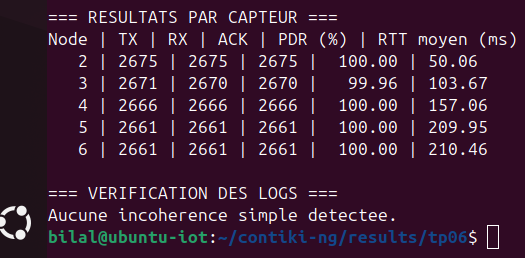 === RESULTATS PAR CAPTEUR ===
Node | TX | RX | ACK | PDR (%) | RTT moyen (ms)
2 | 2675 | 2675 | 2675 | 100.00 | 50.06
3 | 2671 | 2670 | 2670 | 99.96 | 103.67
4 | 2666 | 2666 | 2666 | 100.00 | 157.06
5 | 2661 | 2661 | 2661 | 100.00 | 209.95
6 | 2661 | 2661 | 2661 | 100.00 | 210.46
=== VERIFICATION DES LOGS ===
Aucune incoherence simple detectee.
bilal@ubuntu-iot:~/contiki-ng/results/tp06$